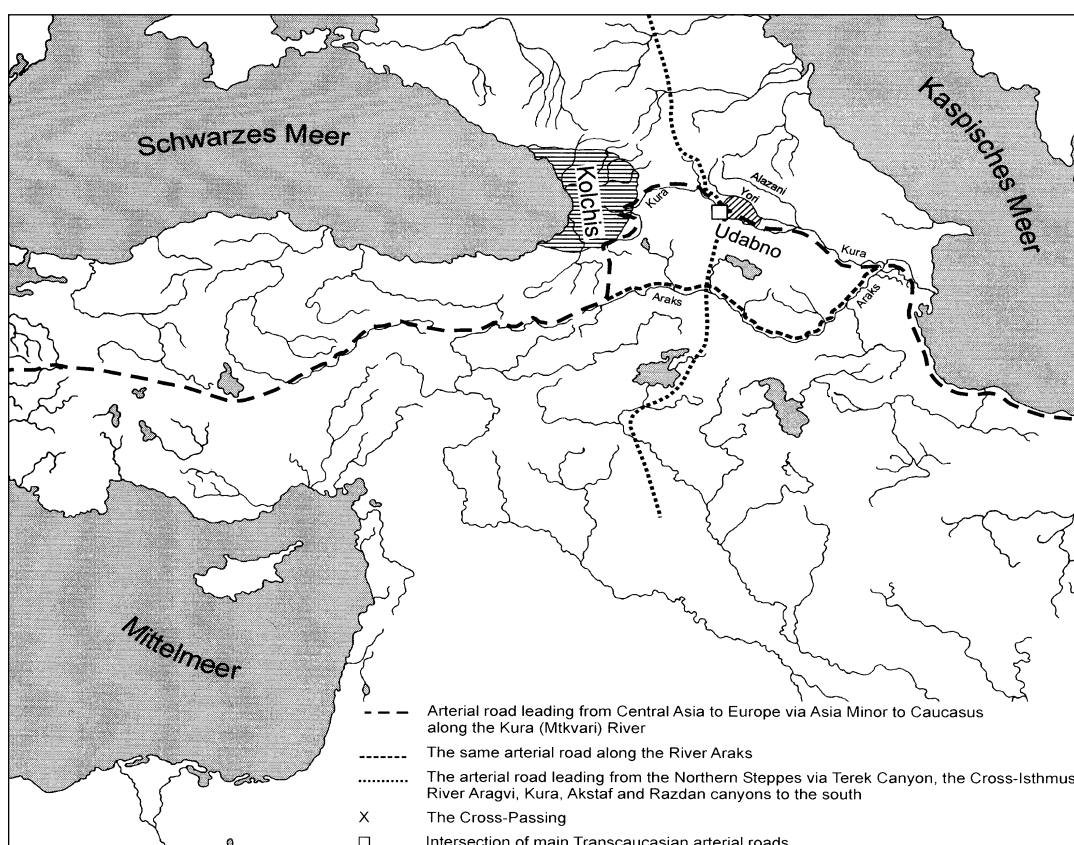 Schwarzes Meer
Kaspisches Meer
Kolchis
Kura
Alazani
Yori
Udabno
Kura
Araks
Araks
Mittelmeer
Arterial road leading from Central Asia to Europe via Asia Minor to Caucasus
along the Kura (Mtkvari) River
The same arterial road along the River Araks
The arterial road leading from the Northern Steppes via Terek Canyon, the Cross-Isthmus
River Aragvi, Kura, Akstaf and Razdan canyons to the south
X The Cross-Passing
Intersection of main Transcaucasian arterial roads